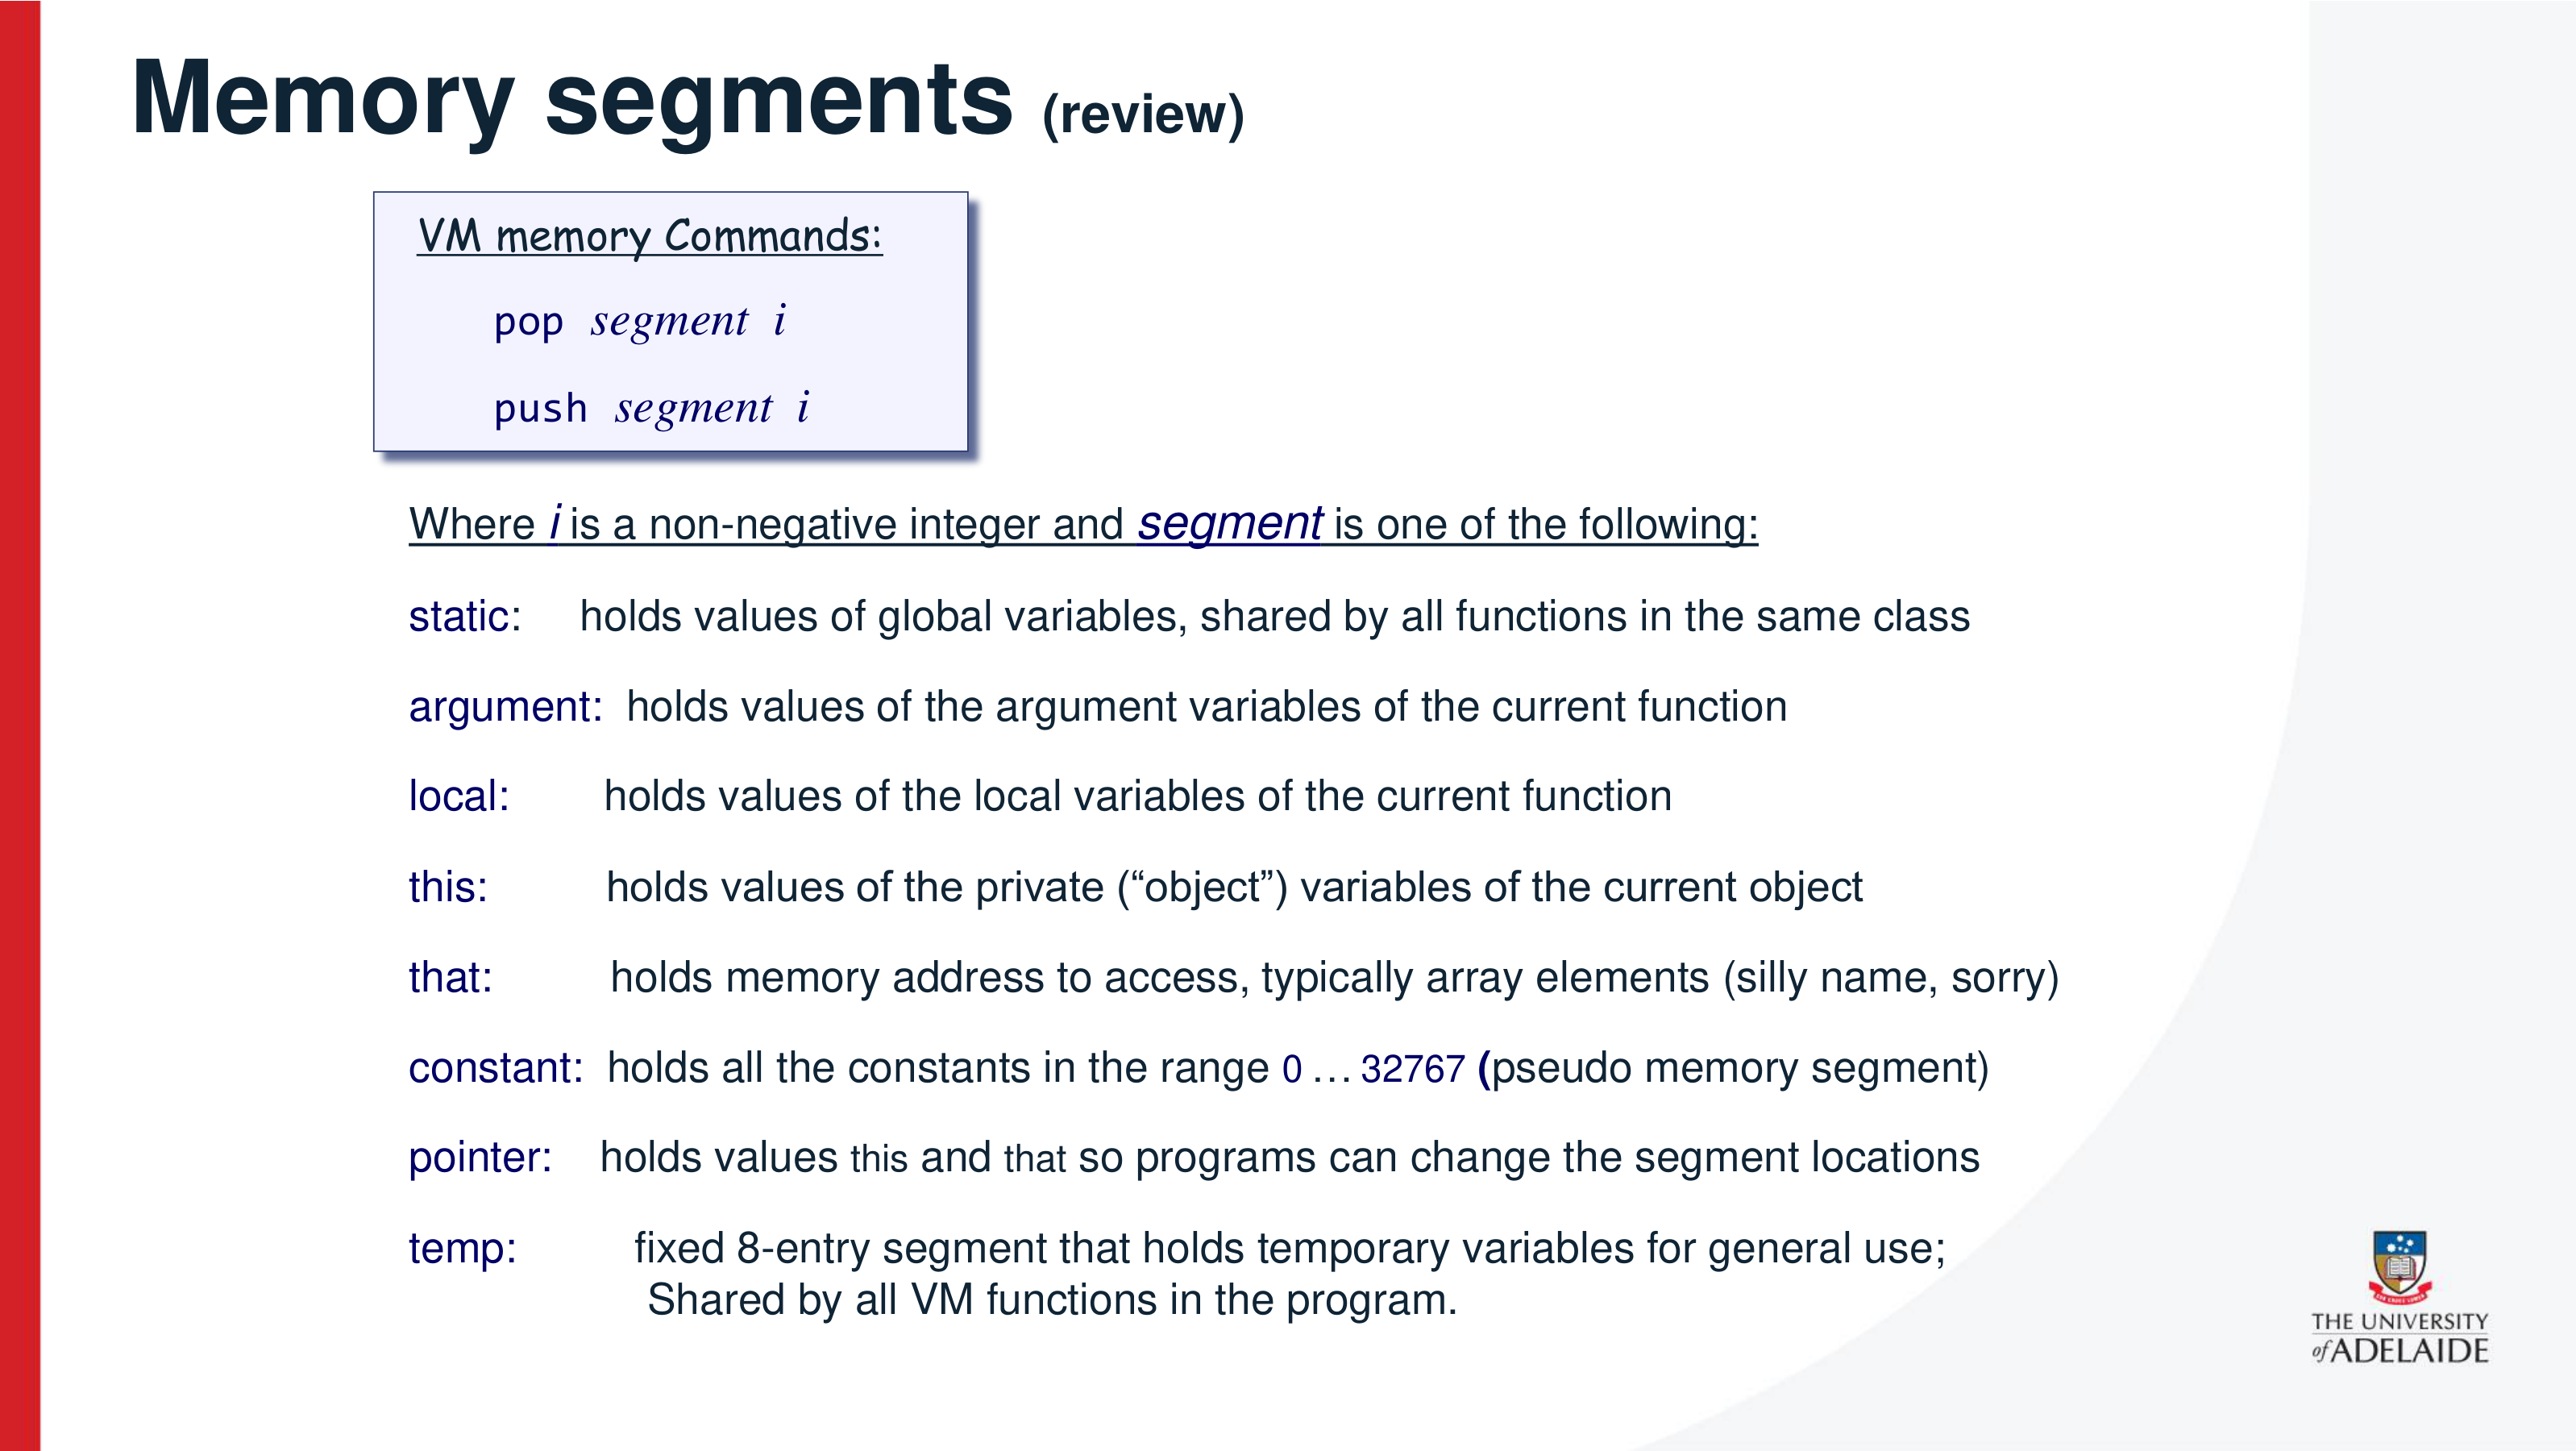 Memory segments (review)
VM memory Commands:
pop segment i
push segment i
Where i is a non-negative integer and segment is one of the following:
static: holds values of global variables, shared by all functions in the same class
argument: holds values of the argument variables of the current function
local: holds values of the local variables of the current function
this: holds values of the private (“object”) variables of the current object
that: holds memory address to access, typically array elements (silly name, sorry)
constant: holds all the constants in the range 0 … 32767 (pseudo memory segment)
pointer: holds values this and that so programs can change the segment locations
temp: fixed 8-entry segment that holds temporary variables for general use;
Shared by all VM functions in the program.
THE UNIVERSITY
of ADELAIDE